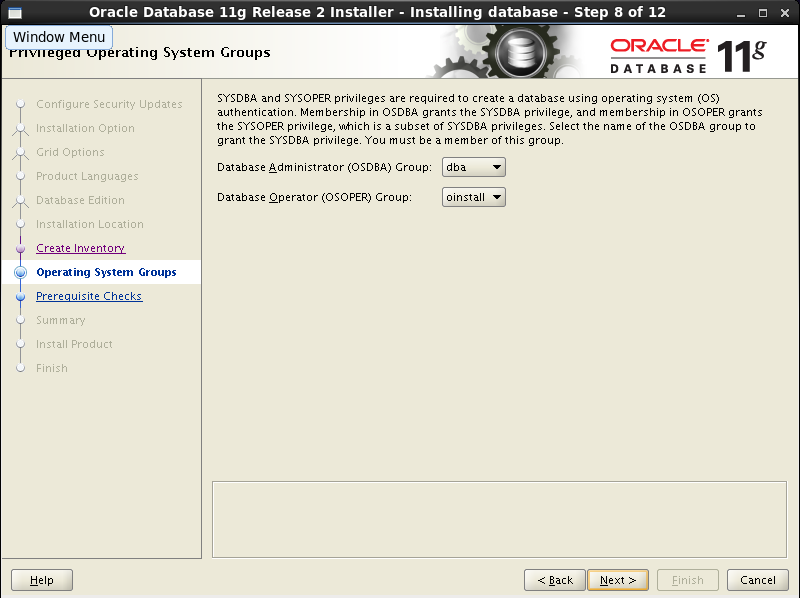 Oracle Database 11g Release 2 Installer - Installing database - Step 8 of 12
Window Menu
Privileged Operating System Groups
ORACLE
DATABASE 11g
Configure Security Updates
Installation Option
Grid Options
Product Languages
Database Edition
Installation Location
Create Inventory
Operating System Groups
Prerequisite Checks
Summary
Install Product
Finish
SYSDBA and SYSOPER privileges are required to create a database using operating system (OS)
authentication. Membership in OSDBA grants the SYSDBA privilege, and membership in OSOPER grants
the SYSOPER privilege, which is a subset of SYSDBA privileges. Select the name of the OSDBA group to
grant the SYSDBA privilege. You must be a member of this group.
Database Administrator (OSDBA) Group: dba
Database Operator (OSOPER) Group: oinstall
Help < Back Next > Finish Cancel